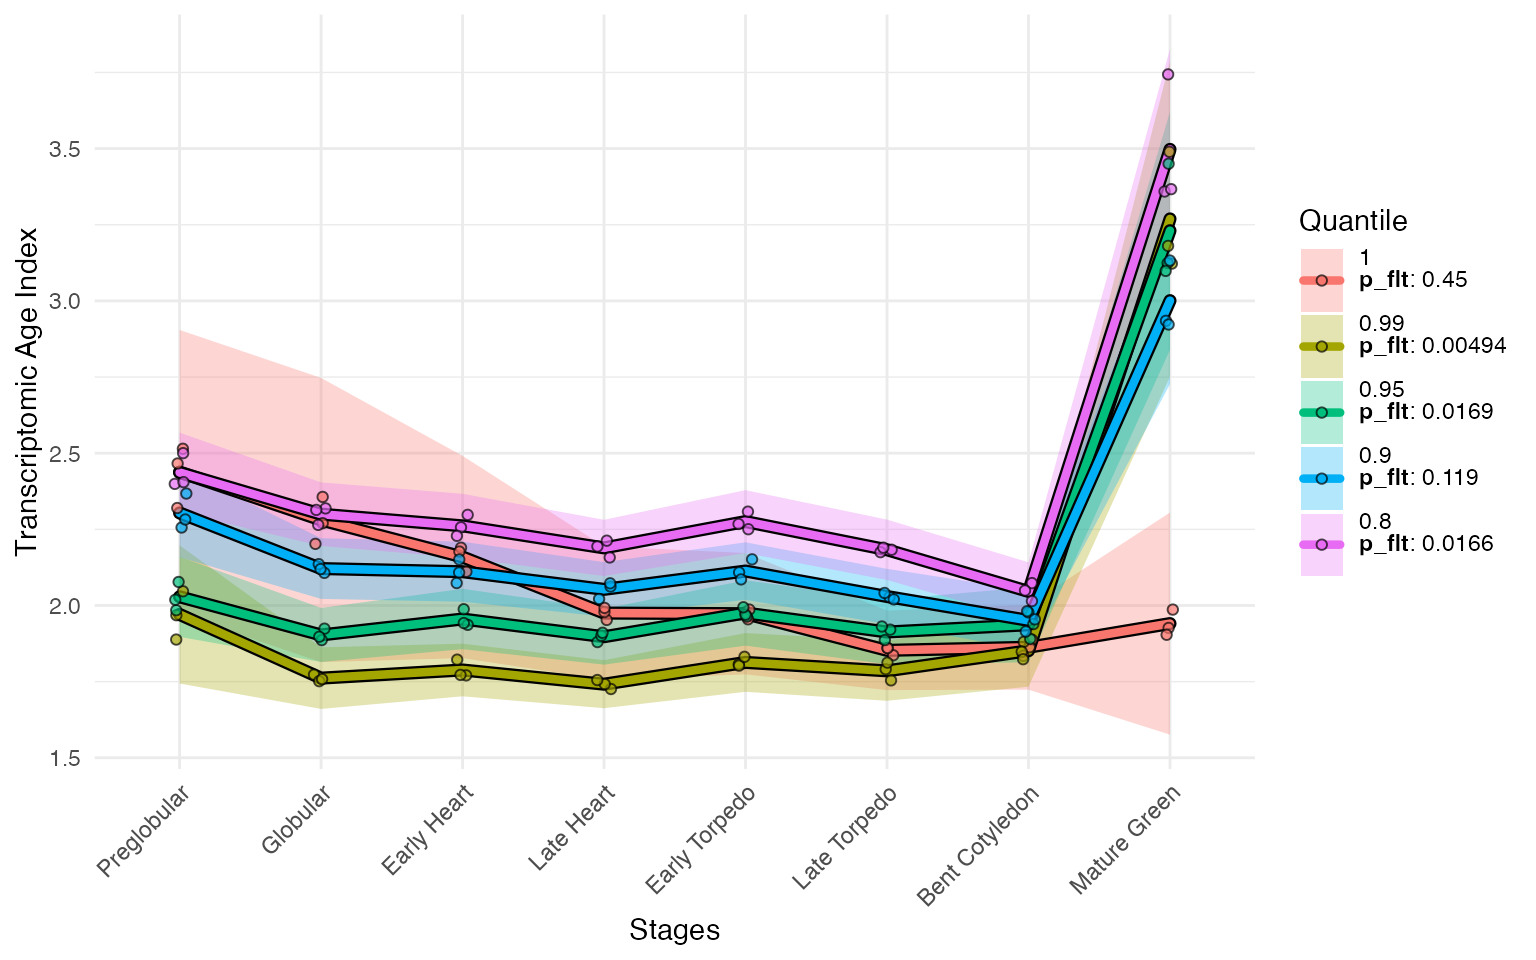 Transcriptomic Age Index
3.5
3.0
2.5
2.0
1.5
Preglobular
Globular
Early Heart
Late Heart
Early Torpedo
Late Torpedo
Bent Cotyledon
Mature Green
Stages
Quantile
1
p_flt: 0.45
0.99
p_flt: 0.00494
0.95
p_flt: 0.0169
0.9
p_flt: 0.119
0.8
p_flt: 0.0166